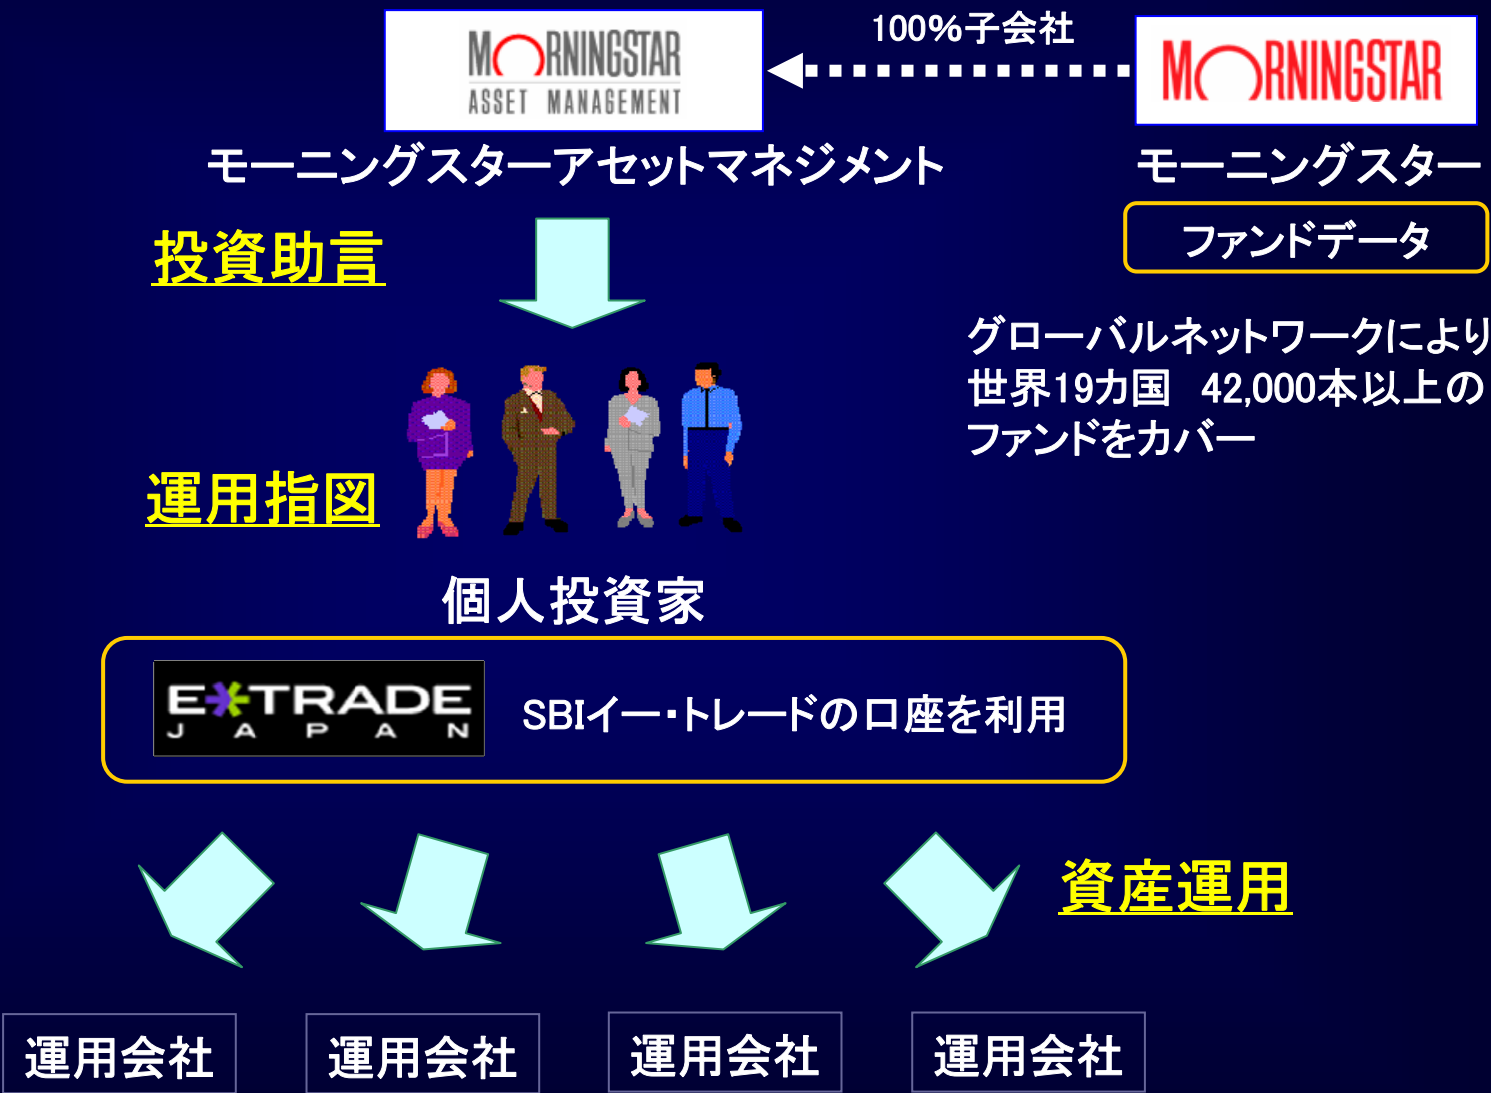 MORNINGSTAR
ASSET MANAGEMENT
100%子会社
MORNINGSTAR
モーニングスターアセットマネジメント
モーニングスター
投資助言
ファンドデータ
グローバルネットワークにより
世界19カ国 42,000本以上の
ファンドをカバー
運用指図
個人投資家
E*TRADE
JAPAN
SBIイー・トレードの口座を利用
資産運用
運用会社
運用会社
運用会社
運用会社